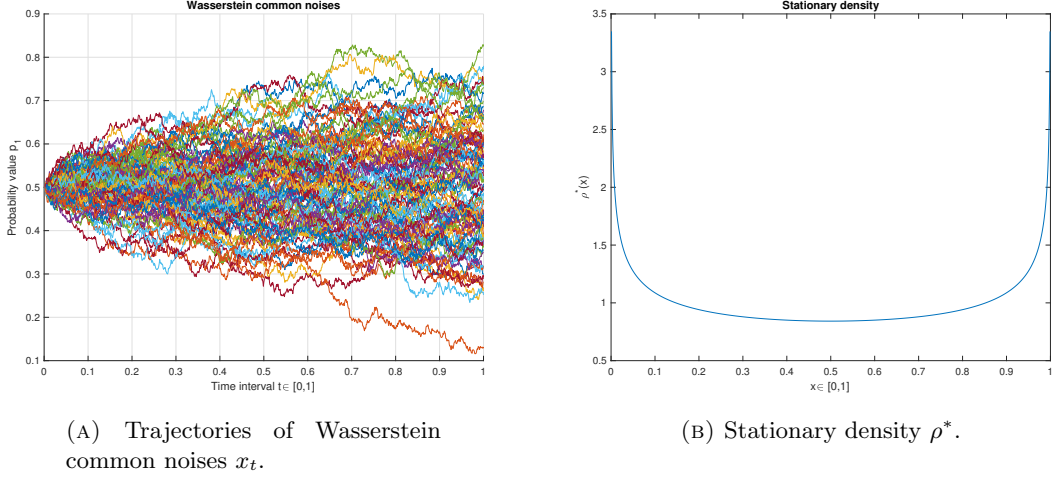 Wasserstein common noises
0.9
0.8
0.7
0.6
0.5
0.4
0.3
0.2
0.1
Probability value p1
0 0.1 0.2 0.3 0.4 0.5 0.6 0.7 0.8 0.9 1
Time interval t∈ [0,1]
(A) Trajectories of Wasserstein
common noises xt.
Stationary density
3.5
3
2.5
2
1.5
1
0.5
ρ*(x)
0 0.1 0.2 0.3 0.4 0.5 0.6 0.7 0.8 0.9 1
x∈ [0,1]
(B) Stationary density ρ*.